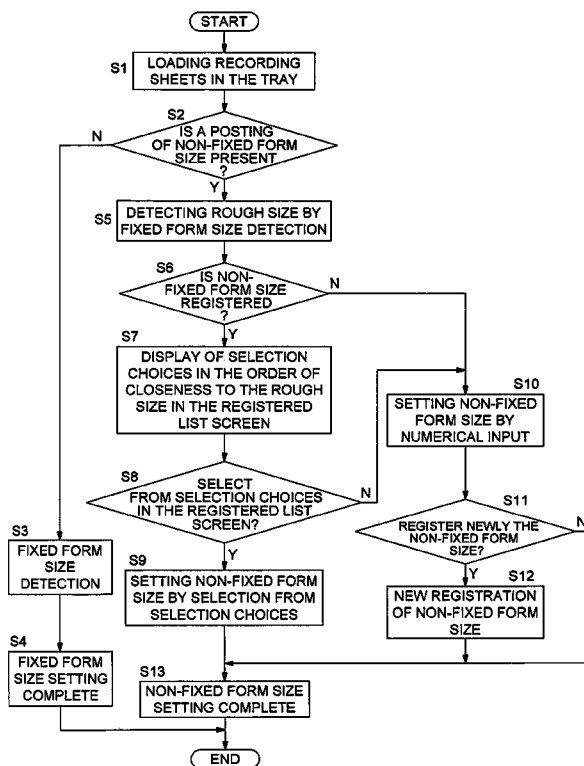 START
S1
LOADING RECORDING
SHEETS IN THE TRAY
S2
IS A POSTING
OF NON-FIXED FORM
SIZE PRESENT
?
N
Y
S5
DETECTING ROUGH SIZE BY
FIXED FORM SIZE DETECTION
S6
IS NON-
FIXED FORM SIZE
REGISTERED
?
N
Y
S7
DISPLAY OF SELECTION
CHOICES IN THE ORDER OF
CLOSENESS TO THE ROUGH
SIZE IN THE REGISTERED
LIST SCREEN
S10
SETTING NON-FIXED
FORM SIZE BY
NUMERICAL INPUT
S8
SELECT
FROM SELECTION CHOICES
IN THE REGISTERED LIST
SCREEN?
N
Y
S11
REGISTER NEWLY THE
NON-FIXED FORM
SIZE?
N
Y
S3
FIXED FORM
SIZE
DETECTION
S9
SETTING NON-FIXED FORM
SIZE BY SELECTION FROM
SELECTION CHOICES
S12
NEW REGISTRATION
OF NON-FIXED FORM
SIZE
S4
FIXED FORM
SIZE SETTING
COMPLETE
S13
NON-FIXED FORM SIZE
SETTING COMPLETE
END